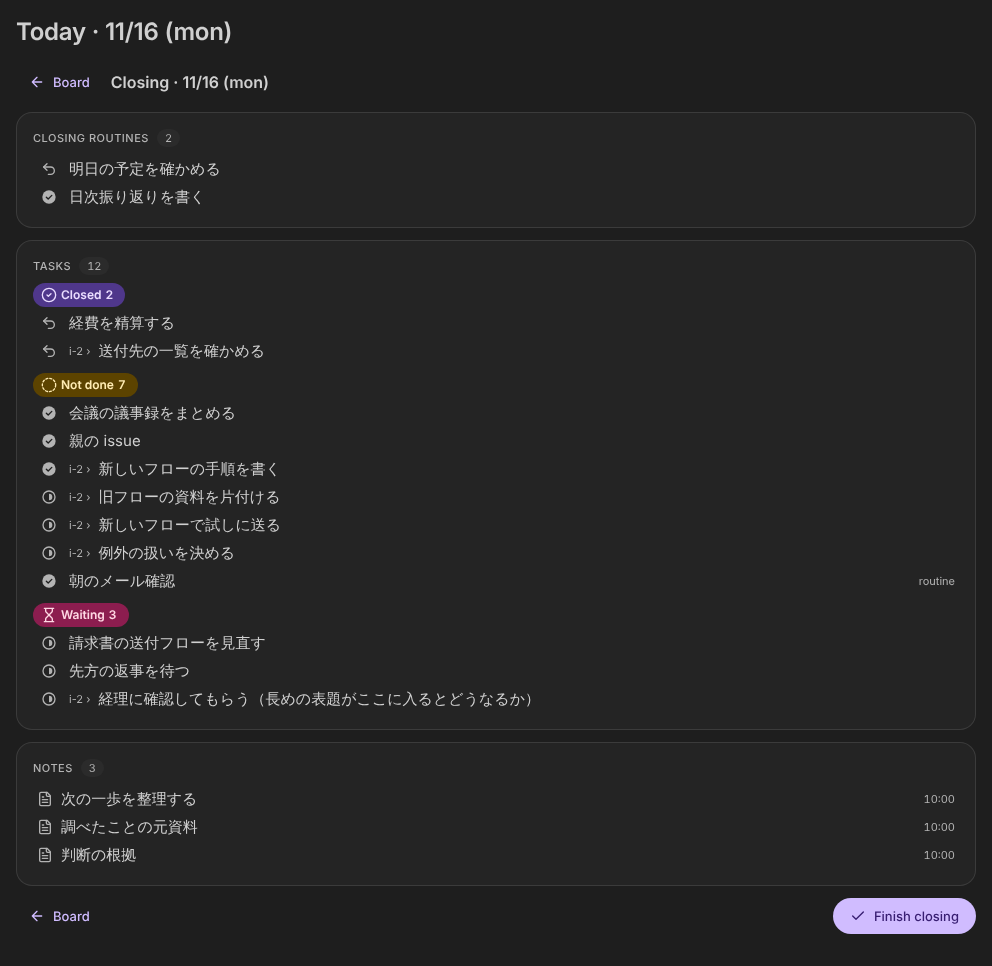 Today · 11/16 (mon)
Board Closing · 11/16 (mon)
CLOSING ROUTINES 2
明日の予定を確かめる
日次振り返りを書く
TASKS 12
Closed 2
経費を精算する
i-2 › 送付先の一覧を確かめる
Not done 7
会議の議事録をまとめる
親の issue
i-2 › 新しいフローの手順を書く
i-2 › 旧フローの資料を片付ける
i-2 › 新しいフローで試しに送る
i-2 › 例外の扱いを決める
朝のメール確認 routine
Waiting 3
請求書の送付フローを見直す
先方の返事を待つ
i-2 › 経理に確認してもらう（長めの表題がここに入るとどうなるか）
NOTES 3
次の一歩を整理する 10:00
調べたことの元資料 10:00
判断の根拠 10:00
Board Finish closing